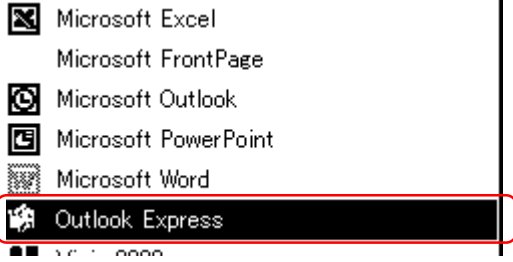 Microsoft Excel
Microsoft FrontPage
Microsoft Outlook
Microsoft PowerPoint
Microsoft Word
Outlook Express